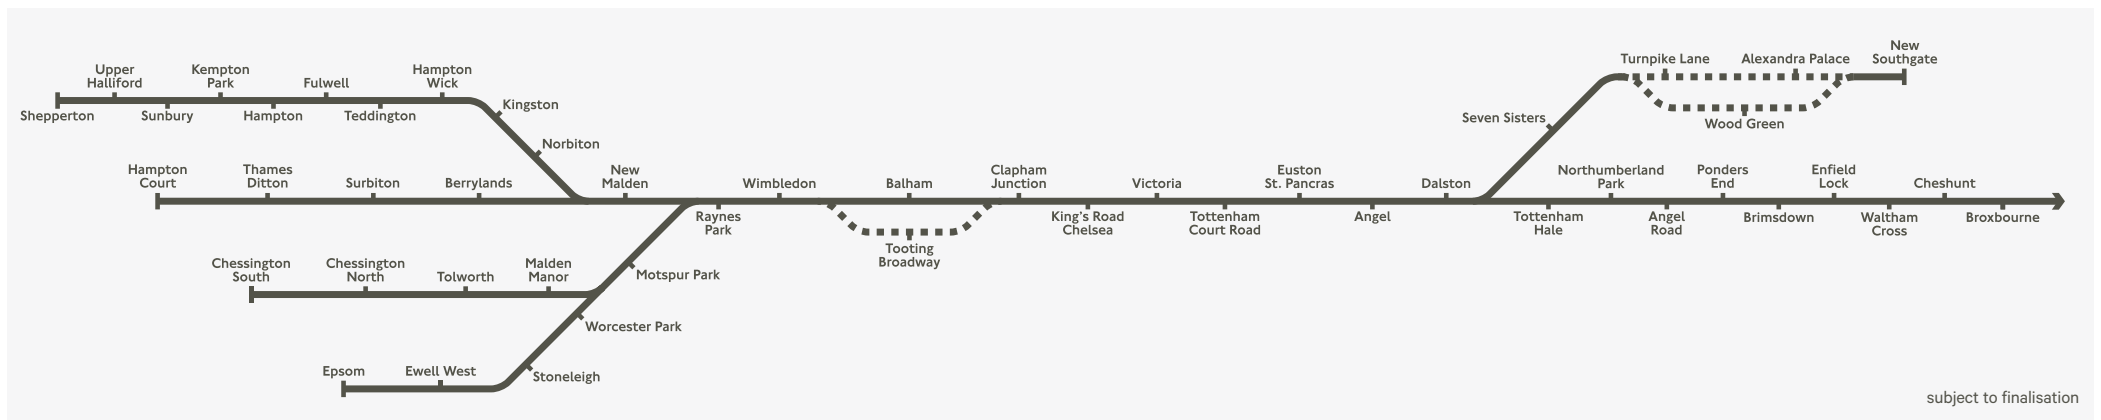 New
Southgate
Turnpike Lane
Alexandra Palace
Upper
Halliford
Kempton
Park
Fulwell
Hampton
Wick
Kingston
Shepperton
Sunbury
Hampton
Teddington
Seven Sisters
Wood Green
Norbiton
Hampton
Court
Thames
Ditton
Surbiton
Berrylands
New
Malden
Wimbledon
Balham
Clapham
Junction
Victoria
Euston
St. Pancras
Dalston
Northumberland
Park
Ponders
End
Enfield
Lock
Cheshunt
Raynes
Park
King's Road
Chelsea
Tottenham
Court Road
Angel
Tottenham
Hale
Angel
Road
Brimsdown
Waltham
Cross
Broxbourne
Tooting
Broadway
Chessington
South
Chessington
North
Tolworth
Malden
Manor
Motspur Park
Worcester Park
Epsom
Ewell West
Stoneleigh
subject to finalisation